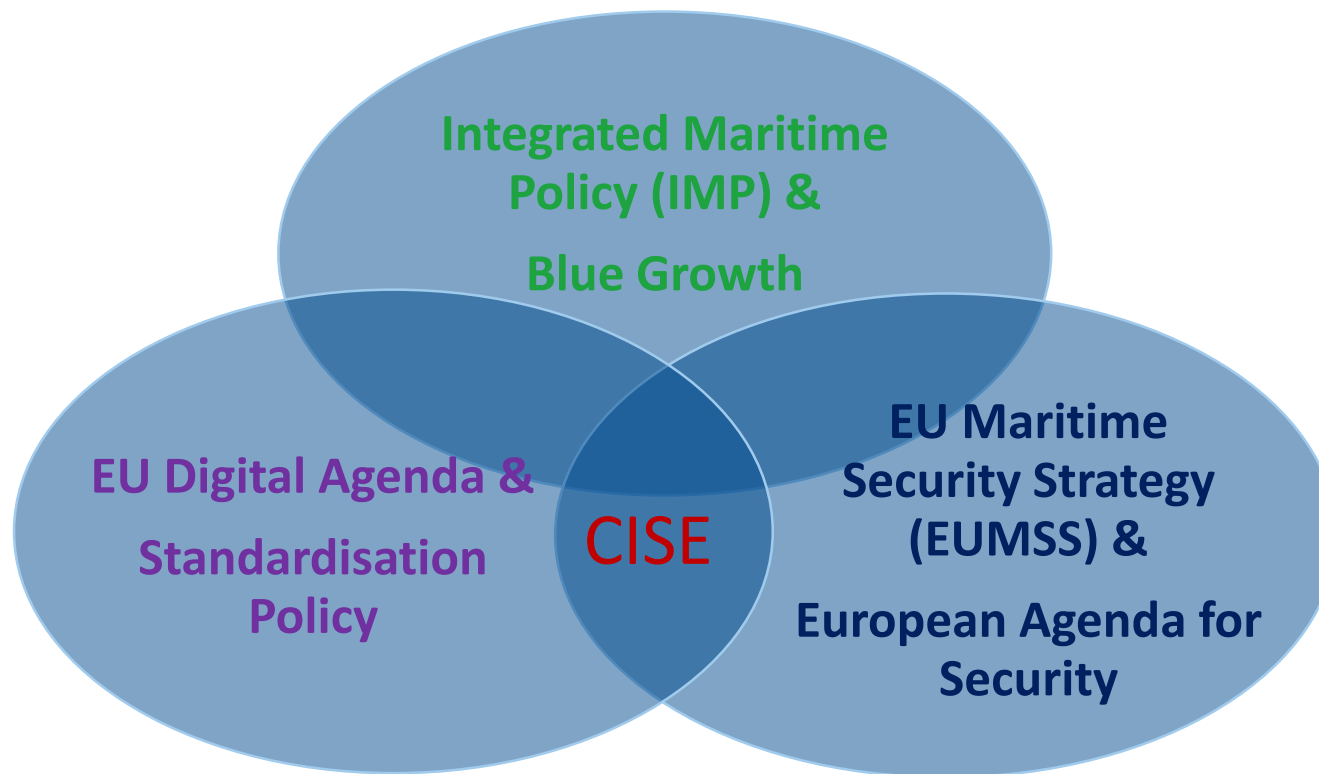 Integrated Maritime
Policy (IMP) &
Blue Growth
EU Digital Agenda &
Standardisation
Policy
CISE
EU Maritime
Security Strategy
(EUMSS) &
European Agenda for
Security